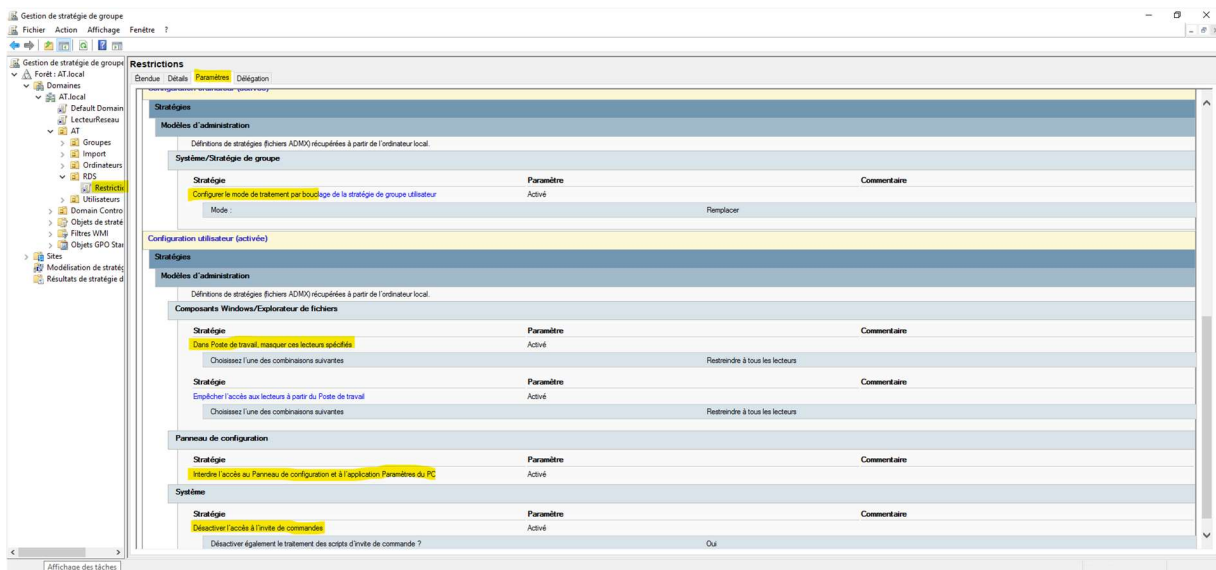 Gestion de stratégie de groupe
Fichier Action Affichage Fenêtre ?
Gestion de stratégie de groupe
Forêt : AT.local
Domaines
AT.local
Default Domain
LecteurReseau
AT
Groupes
Import
Ordinateurs
RDS
Restrictio
Utilisateurs
Domain Contro
Objets de straté
Filtres WMI
Objets GPO Star
Sites
Modélisation de stratég
Résultats de stratégie d
Restrictions
Étendue Détails Paramètres Délégation
Stratégies
Modèles d'administration
Définitions de stratégies (fichiers ADMX) récupérées à partir de l'ordinateur local.
Système/Stratégie de groupe
Stratégie Paramètre Commentaire
Configurer le mode de traitement par bouclage de la stratégie de groupe utilisateur Activé
Mode : Remplacer
Configuration utilisateur (activée)
Stratégies
Modèles d'administration
Définitions de stratégies (fichiers ADMX) récupérées à partir de l'ordinateur local.
Composants Windows/Explorateur de fichiers
Stratégie Paramètre Commentaire
Dans Poste de travail, masquer ces lecteurs spécifiés Activé
Choisissez l'une des combinaisons suivantes Restreindre à tous les lecteurs
Stratégie Paramètre Commentaire
Empêcher l'accès aux lecteurs à partir du Poste de travail Activé
Choisissez l'une des combinaisons suivantes Restreindre à tous les lecteurs
Panneau de configuration
Stratégie Paramètre Commentaire
Interdire l'accès au Panneau de configuration et à l'application Paramètres du PC Activé
Système
Stratégie Paramètre Commentaire
Désactiver l'accès à l'invite de commandes Activé
Désactiver également le traitement des scripts d'invite de commande ? Oui
Affichage des tâches